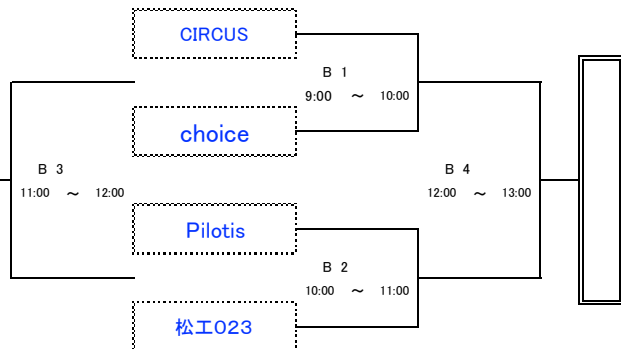 CIRCUS
B 1
9:00 ～ 10:00
choice
B 3
11:00 ～ 12:00
B 4
12:00 ～ 13:00
Pilotis
B 2
10:00 ～ 11:00
松工023